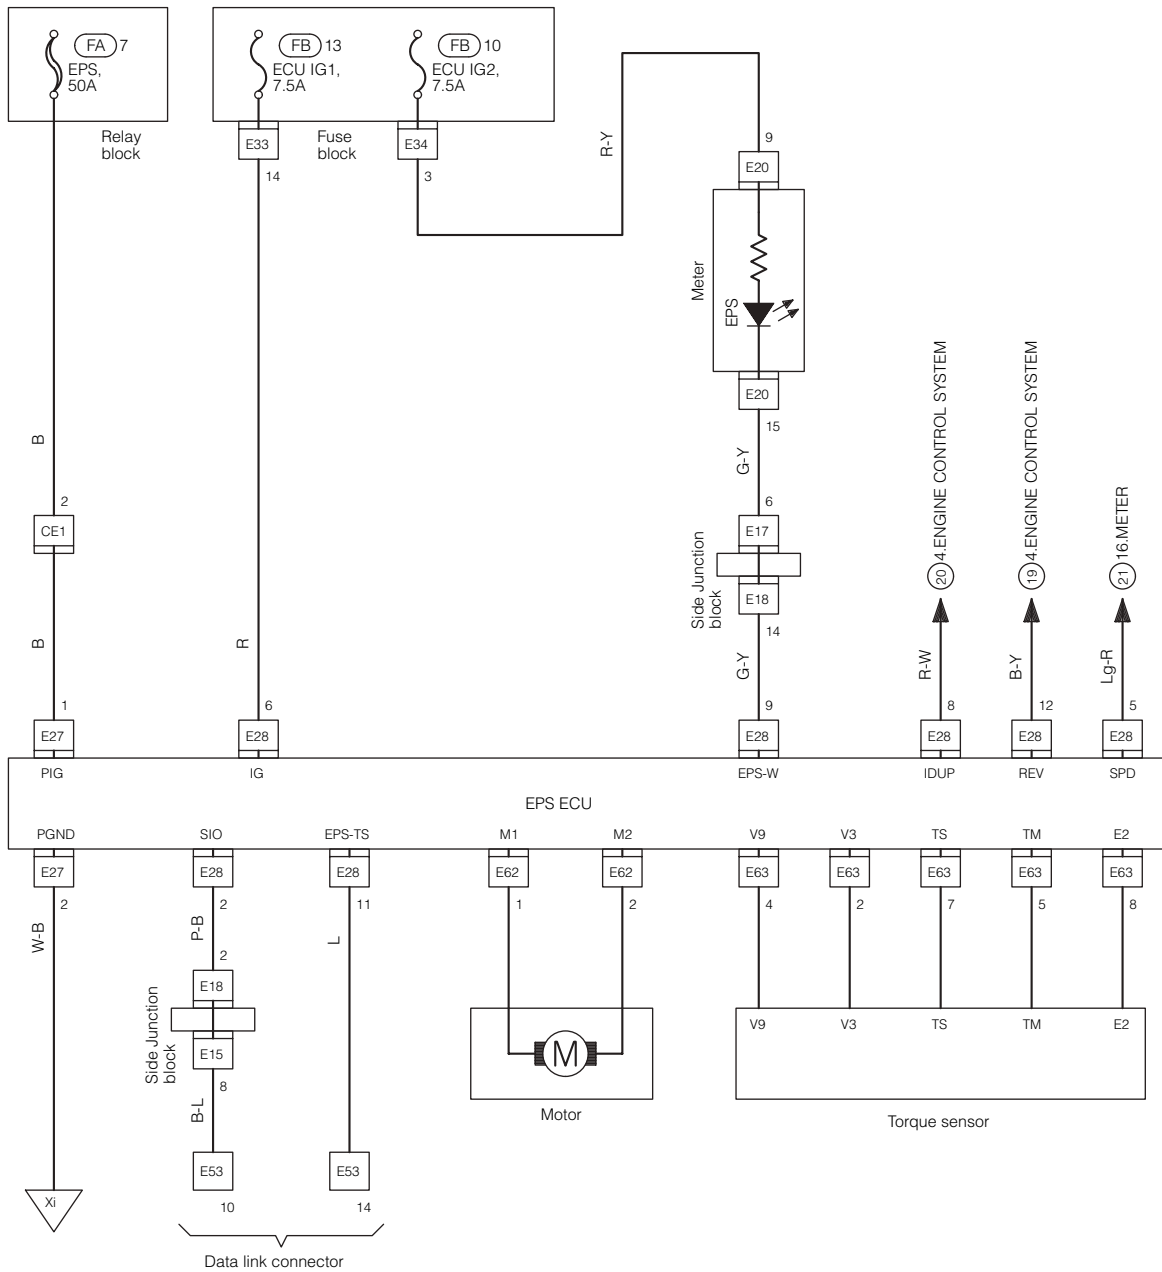 FA 7
EPS,
50A
Relay
block
FB 13
ECU IG1,
7.5A
FB 10
ECU IG2,
7.5A
Fuse
block
E33
14
E34
3
R-Y
9
E20
Meter
EPS
E20
15
G-Y
6
E17
Side Junction
block
E18
14
G-Y
9
E28
B
2
CE1
B
1
E27
R
6
E28
20 4.ENGINE CONTROL SYSTEM
R-W
8
E28
19 4.ENGINE CONTROL SYSTEM
B-Y
12
E28
21 16.METER
Lg-R
5
E28
PIG IG EPS-W IDUP REV SPD
EPS ECU
PGND SIO EPS-TS M1 M2 V9 V3 TS TM E2
E27 E28 E28 E62 E62 E63 E63 E63 E63 E63
2 2 11 1 2 4 2 7 5 8
W-B
P-B
L
2
E18
Side Junction
block
E15
8
B-L
E53
10
E53
14
Xi
Data link connector
M
Motor
V9 V3 TS TM E2
Torque sensor